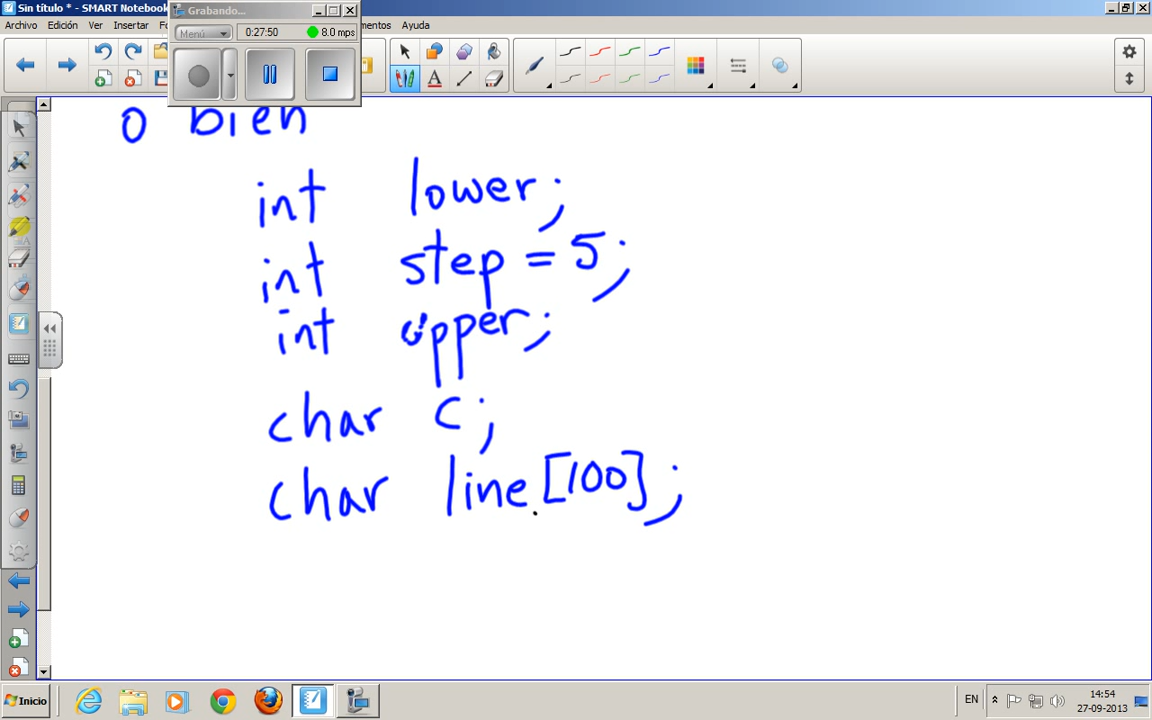 Sin título * - SMART Notebook
Grabando...
Archivo Edición Ver Insertar Ayuda
Menú 0:27:50 8.0 mps
o bien
int lower;
int step = 5;
int upper;
char c;
char line[100];
Inicio
EN
14:54
27-09-2013